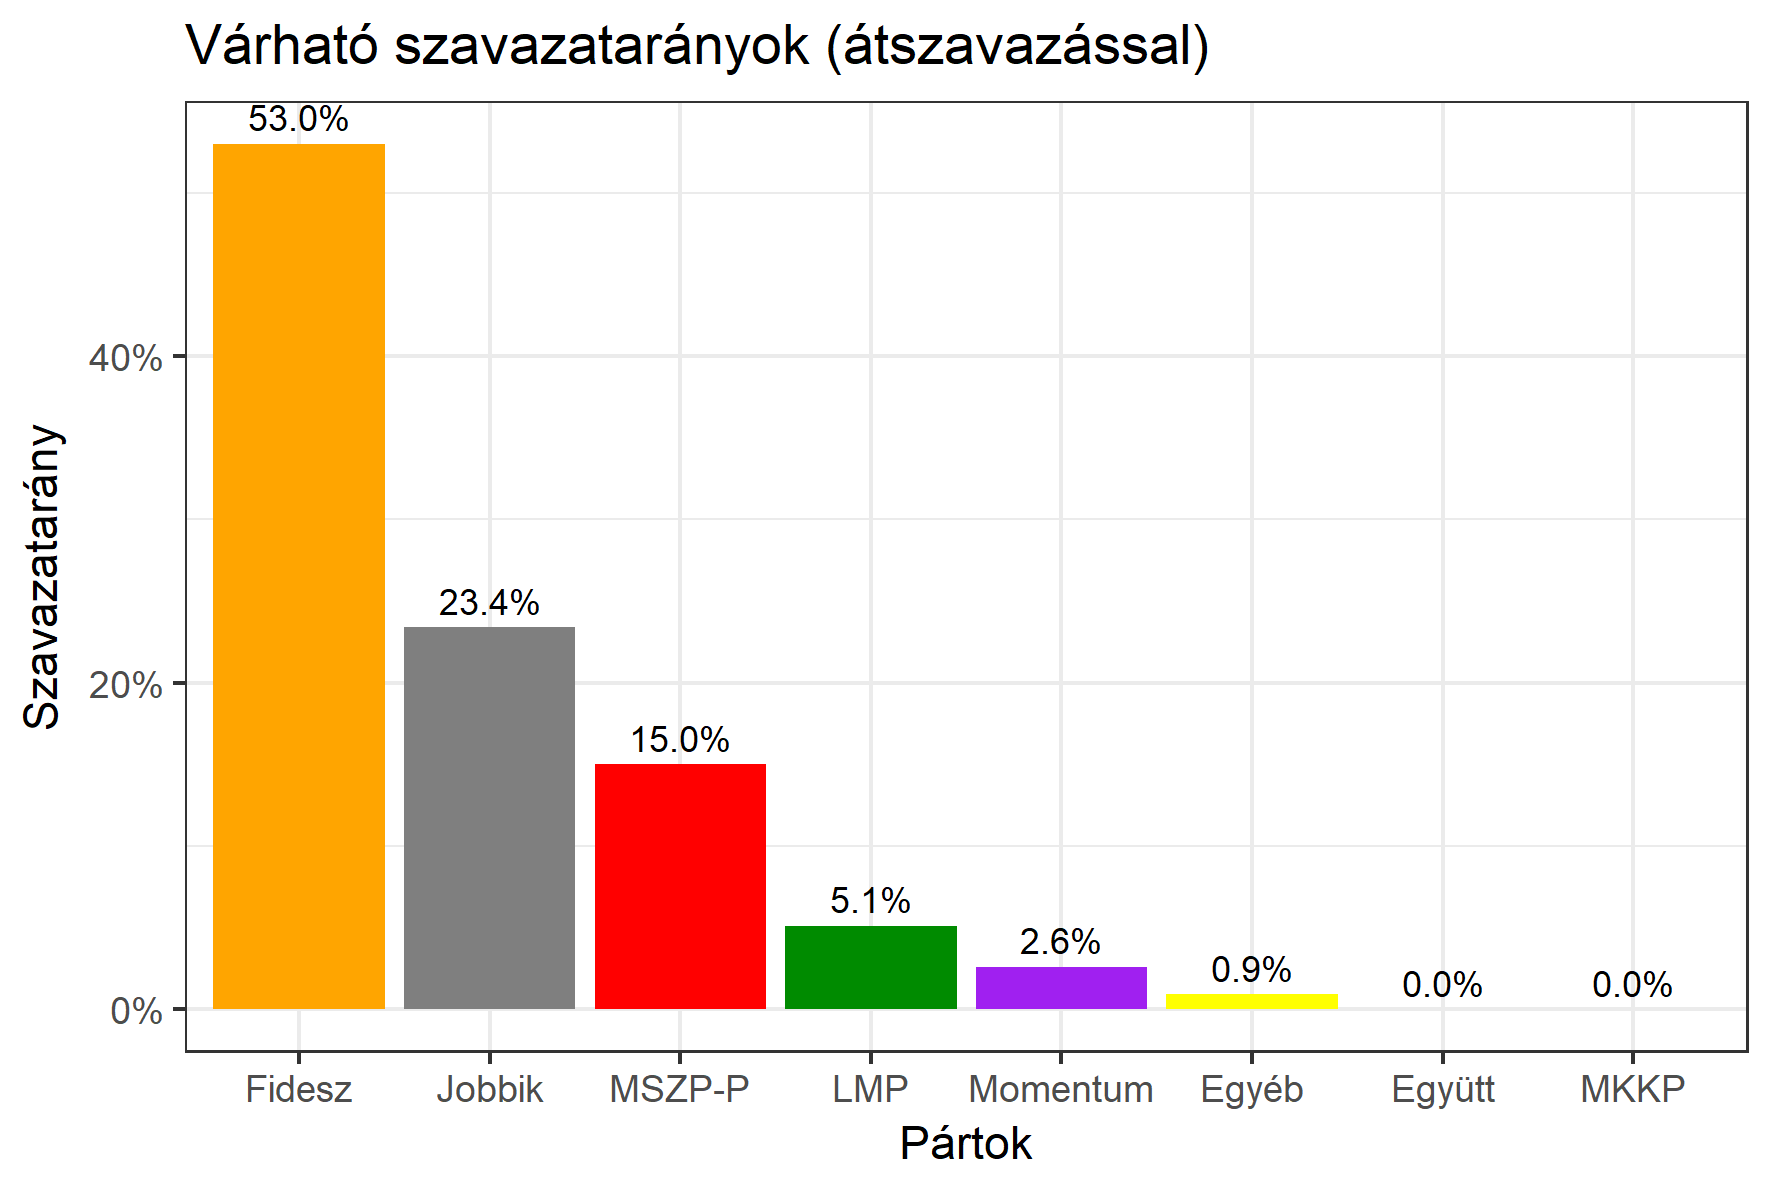 Várható szavazatarányok (átszavazással)
53.0%
23.4%
15.0%
5.1%
2.6%
0.9%
0.0%
0.0%
40%
20%
0%
Szavazatarány
Fidesz
Jobbik
MSZP-P
LMP
Momentum
Egyéb
Együtt
MKKP
Pártok